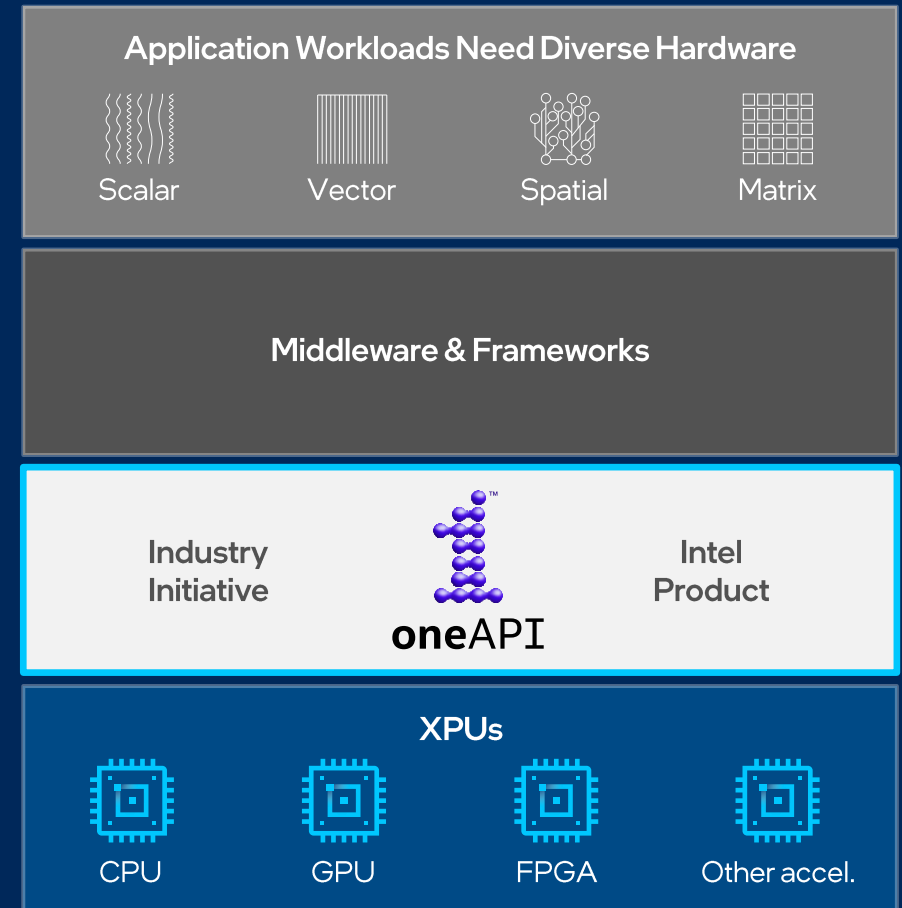 Application Workloads Need Diverse Hardware
Scalar
Vector
Spatial
Matrix
Middleware & Frameworks
Industry
Initiative
™
oneAPI
Intel
Product
XPUs
CPU
GPU
FPGA
Other accel.